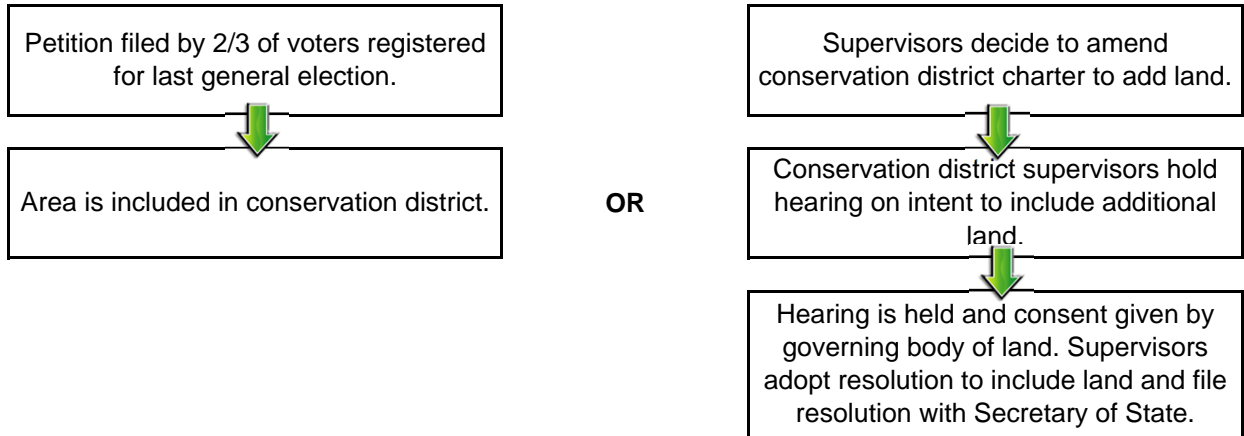 Petition filed by 2/3 of voters registered
for last general election.
Area is included in conservation district.
OR
Supervisors decide to amend
conservation district charter to add land.
Conservation district supervisors hold
hearing on intent to include additional
land.
Hearing is held and consent given by
governing body of land. Supervisors
adopt resolution to include land and file
resolution with Secretary of State.